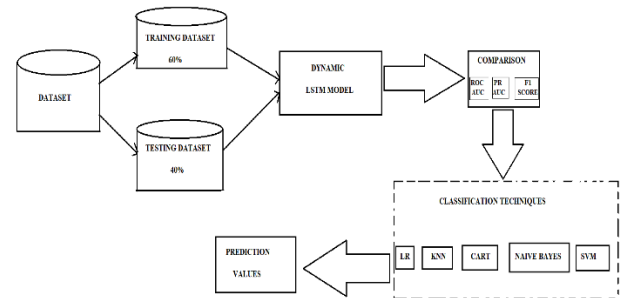 TRAINING DATASET
60%
DATASET
TESTING DATASET
40%
DYNAMIC
LSTM MODEL
COMPARISON
ROC
AUC
PR
AUC
F1
SCORE
CLASSIFICATION TECHNIQUES
LR
KNN
CART
NAIVE BAYES
SVM
PREDICTION
VALUES